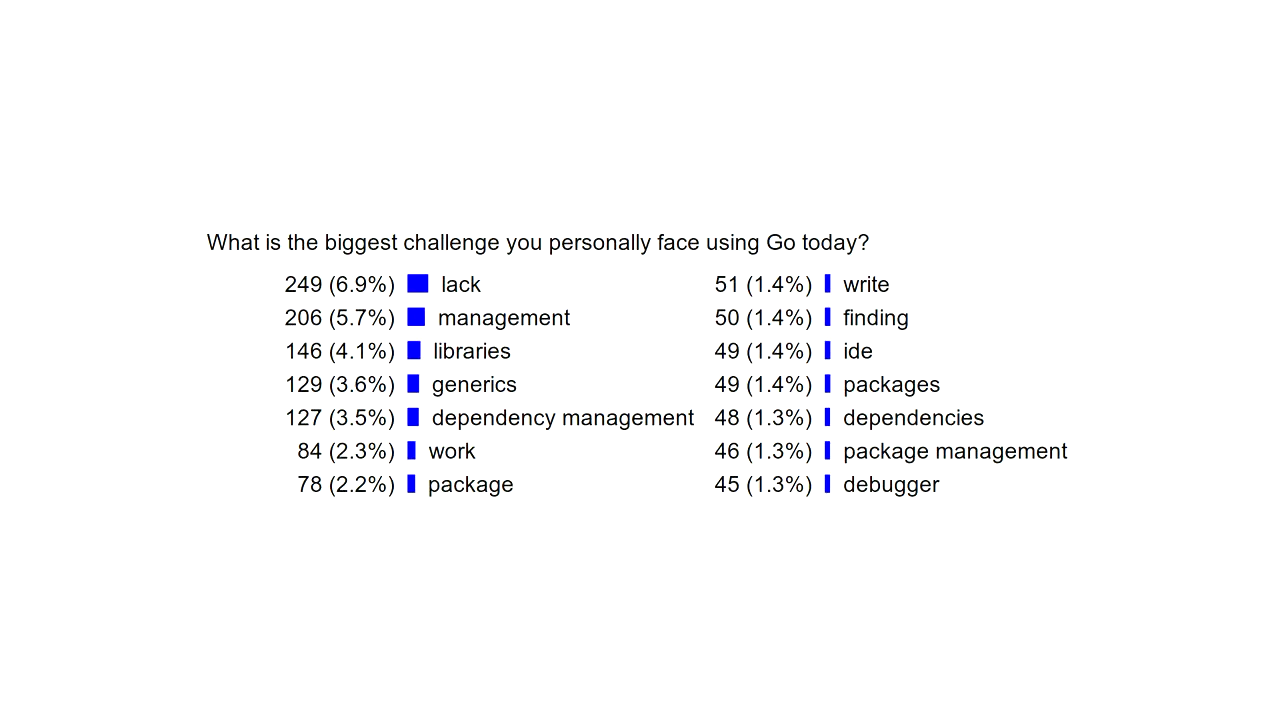 What is the biggest challenge you personally face using Go today?
249 (6.9%) lack
206 (5.7%) management
146 (4.1%) libraries
129 (3.6%) generics
127 (3.5%) dependency management
84 (2.3%) work
78 (2.2%) package
51 (1.4%) write
50 (1.4%) finding
49 (1.4%) ide
49 (1.4%) packages
48 (1.3%) dependencies
46 (1.3%) package management
45 (1.3%) debugger